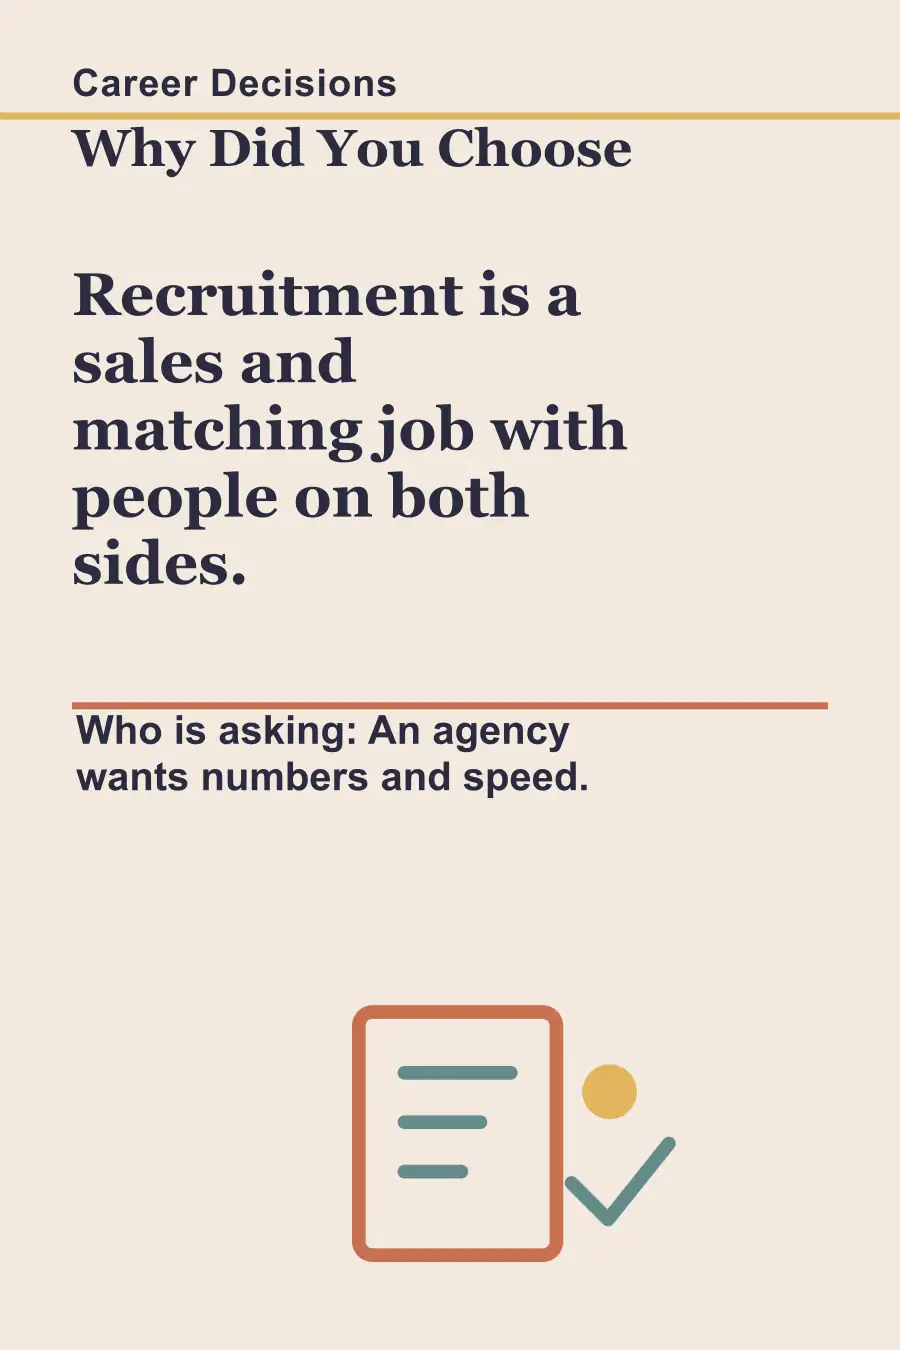 Career Decisions
Why Did You Choose
Recruitment is a
sales and
matching job with
people on both
sides.
Who is asking: An agency
wants numbers and speed.